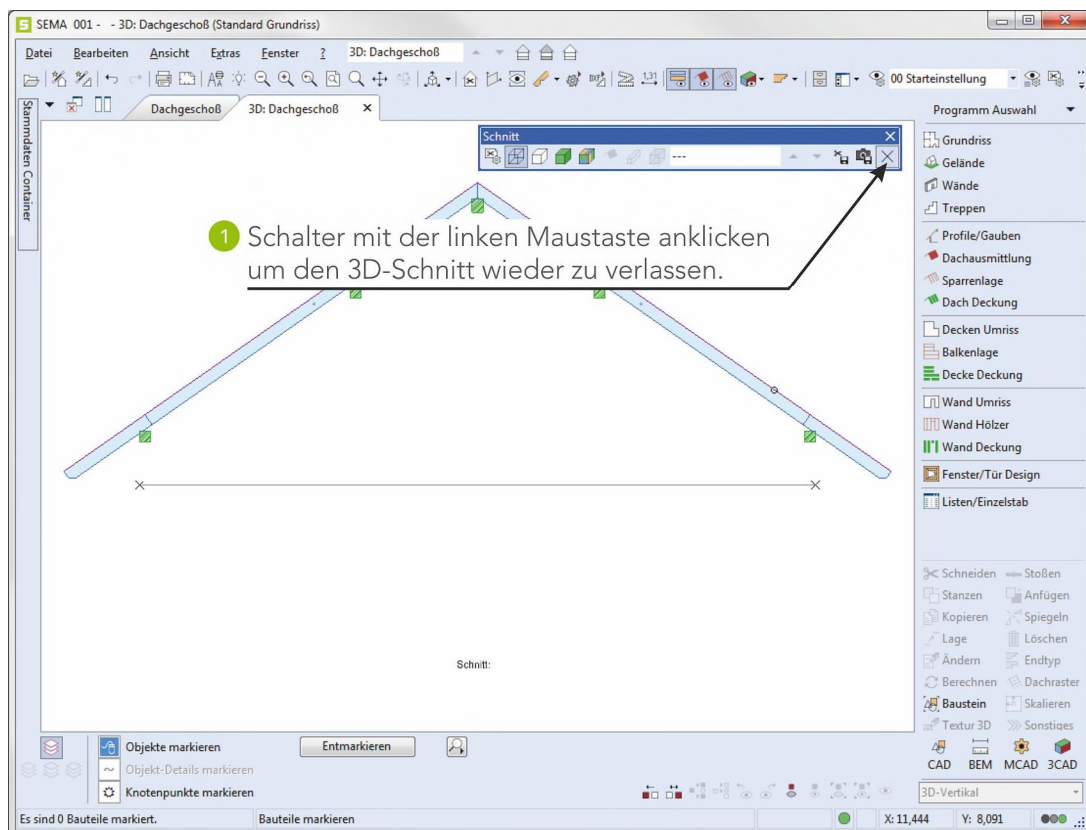 SEMA 001 - - 3D: Dachgeschoß (Standard Grundriss)
Datei Bearbeiten Ansicht Extras Fenster ? 3D: Dachgeschoß
00 Starteinstellung
Dachgeschoß 3D: Dachgeschoß
Stammdaten Container
Schnitt
---
1 Schalter mit der linken Maustaste anklicken
um den 3D-Schnitt wieder zu verlassen.
Schnitt:
Programm Auswahl
Grundriss
Gelände
Wände
Treppen
Profile/Gauben
Dachausmittlung
Sparrenlage
Dach Deckung
Decken Umriss
Balkenlage
Decke Deckung
Wand Umriss
Wand Hölzer
Wand Deckung
Fenster/Tür Design
Listen/Einzelstab
Schneiden Stoßen
Stanzen Anfügen
Kopieren Spiegeln
Lage Löschen
Ändern Endtyp
Berechnen Dachraster
Baustein Skalieren
Textur 3D Sonstiges
CAD BEM MCAD 3CAD
3D-Vertikal
Objekte markieren Entmarkieren
Objekt-Details markieren
Knotenpunkte markieren
Es sind 0 Bauteile markiert. Bauteile markieren X: 11,444 Y: 8,091